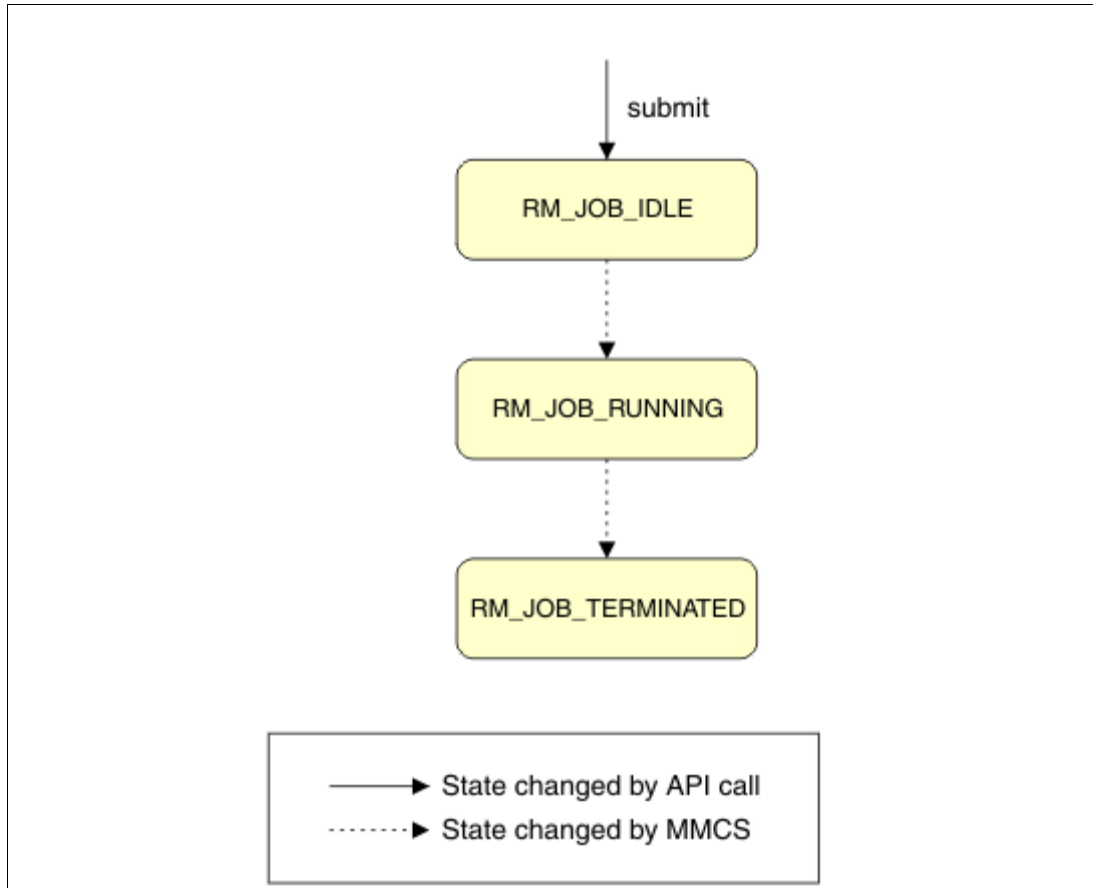 submit
RM_JOB_IDLE
RM_JOB_RUNNING
RM_JOB_TERMINATED
State changed by API call
State changed by MMCS